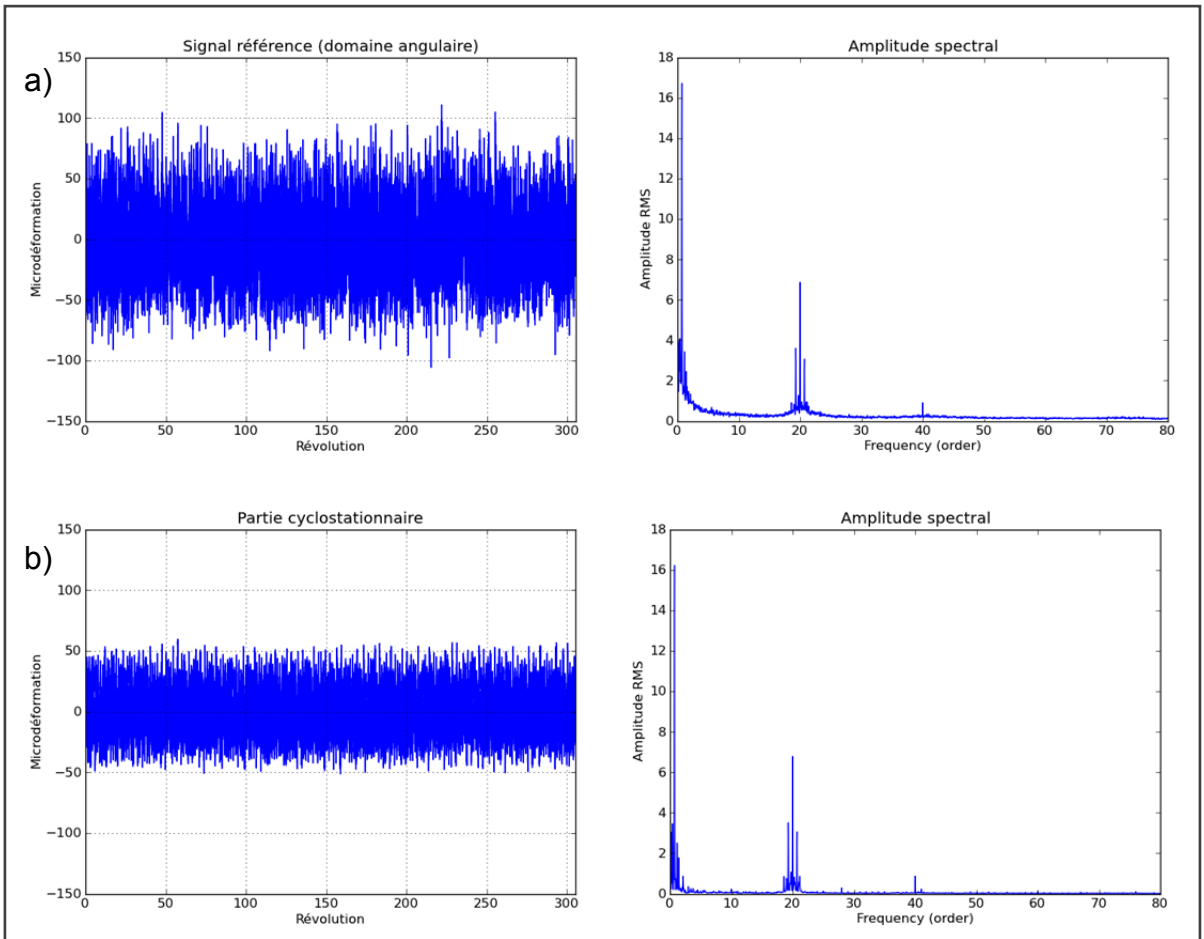 a)
Signal référence (domaine angulaire)
150
100
50
0
−50
−100
−150
Microdéformation
0 50 100 150 200 250 300
Révolution
Amplitude spectral
18
16
14
12
10
8
6
4
2
0
Amplitude RMS
0 10 20 30 40 50 60 70 80
Frequency (order)
b)
Partie cyclostationnaire
150
100
50
0
−50
−100
−150
Microdéformation
0 50 100 150 200 250 300
Révolution
Amplitude spectral
18
16
14
12
10
8
6
4
2
0
Amplitude RMS
0 10 20 30 40 50 60 70 80
Frequency (order)